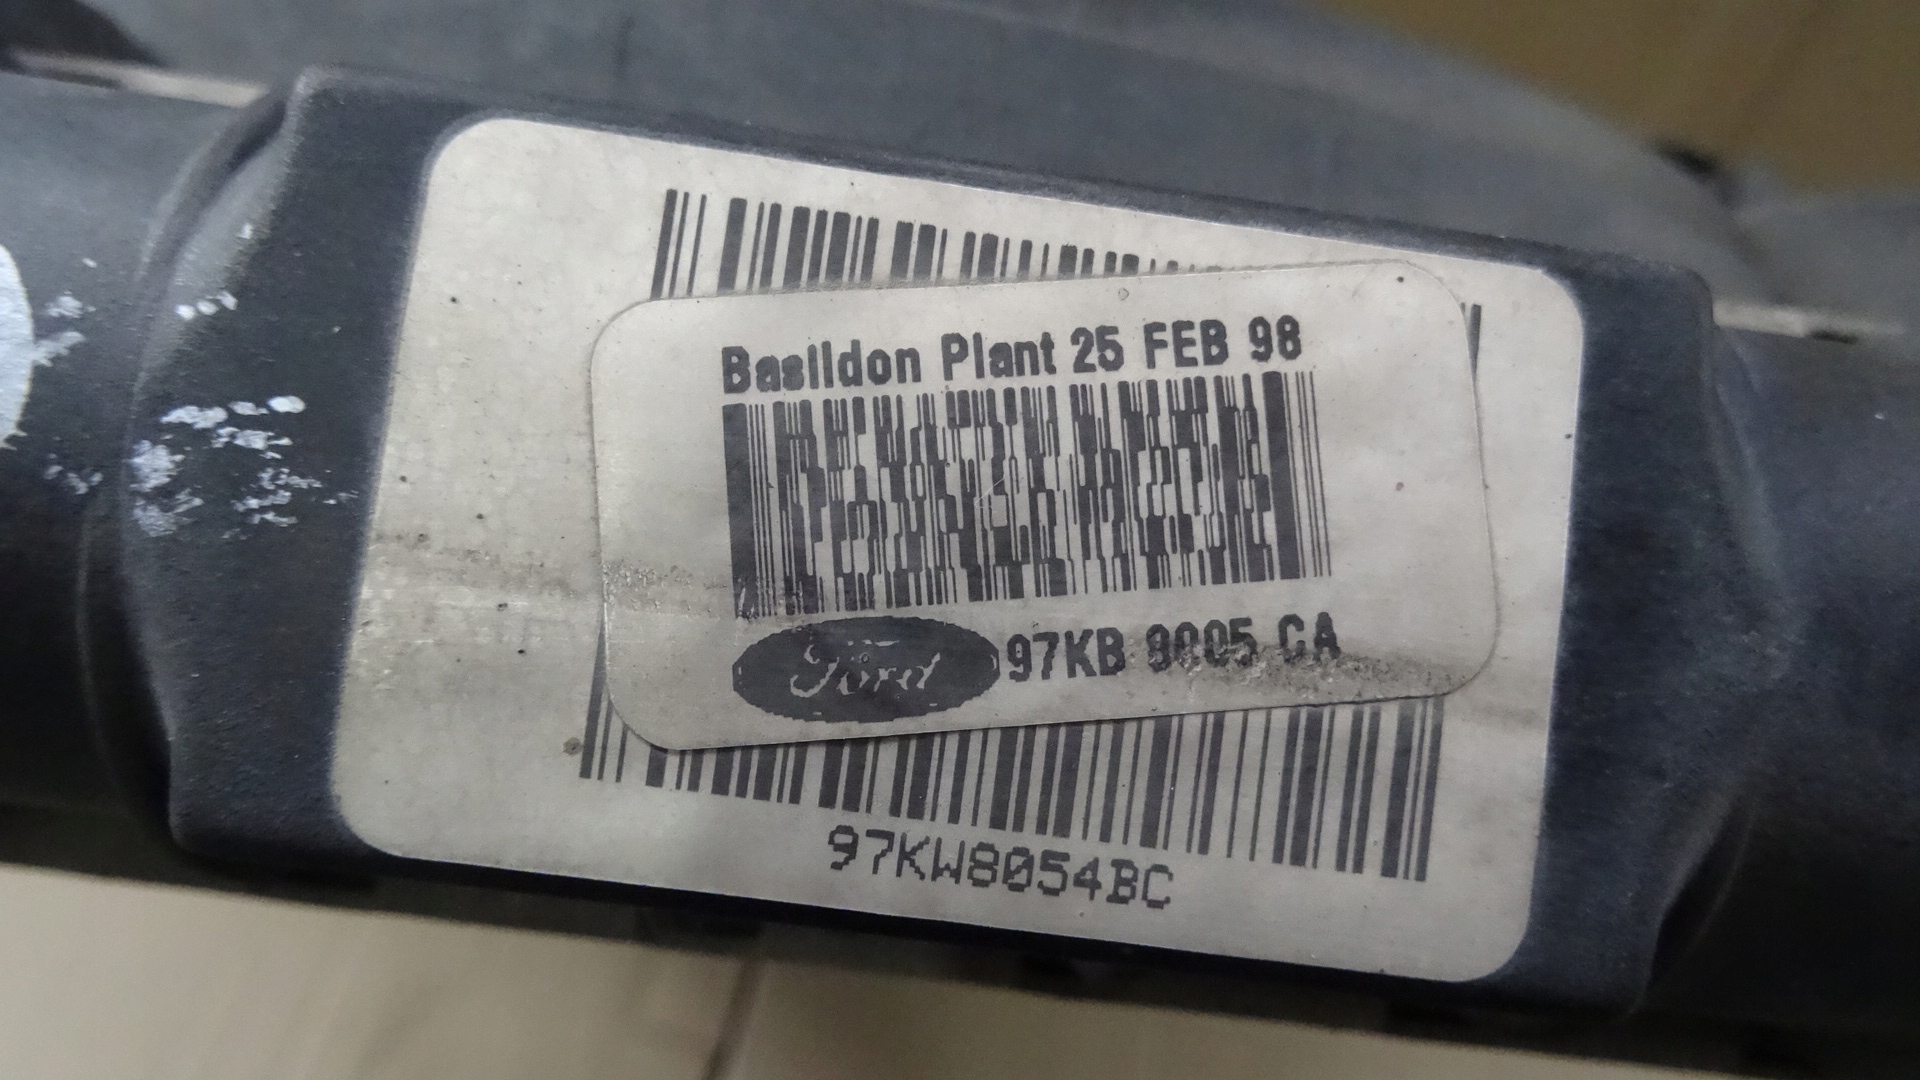 Basildon Plant 25 FEB 98
Ford 97KB 8005 CA
97KW8054BC